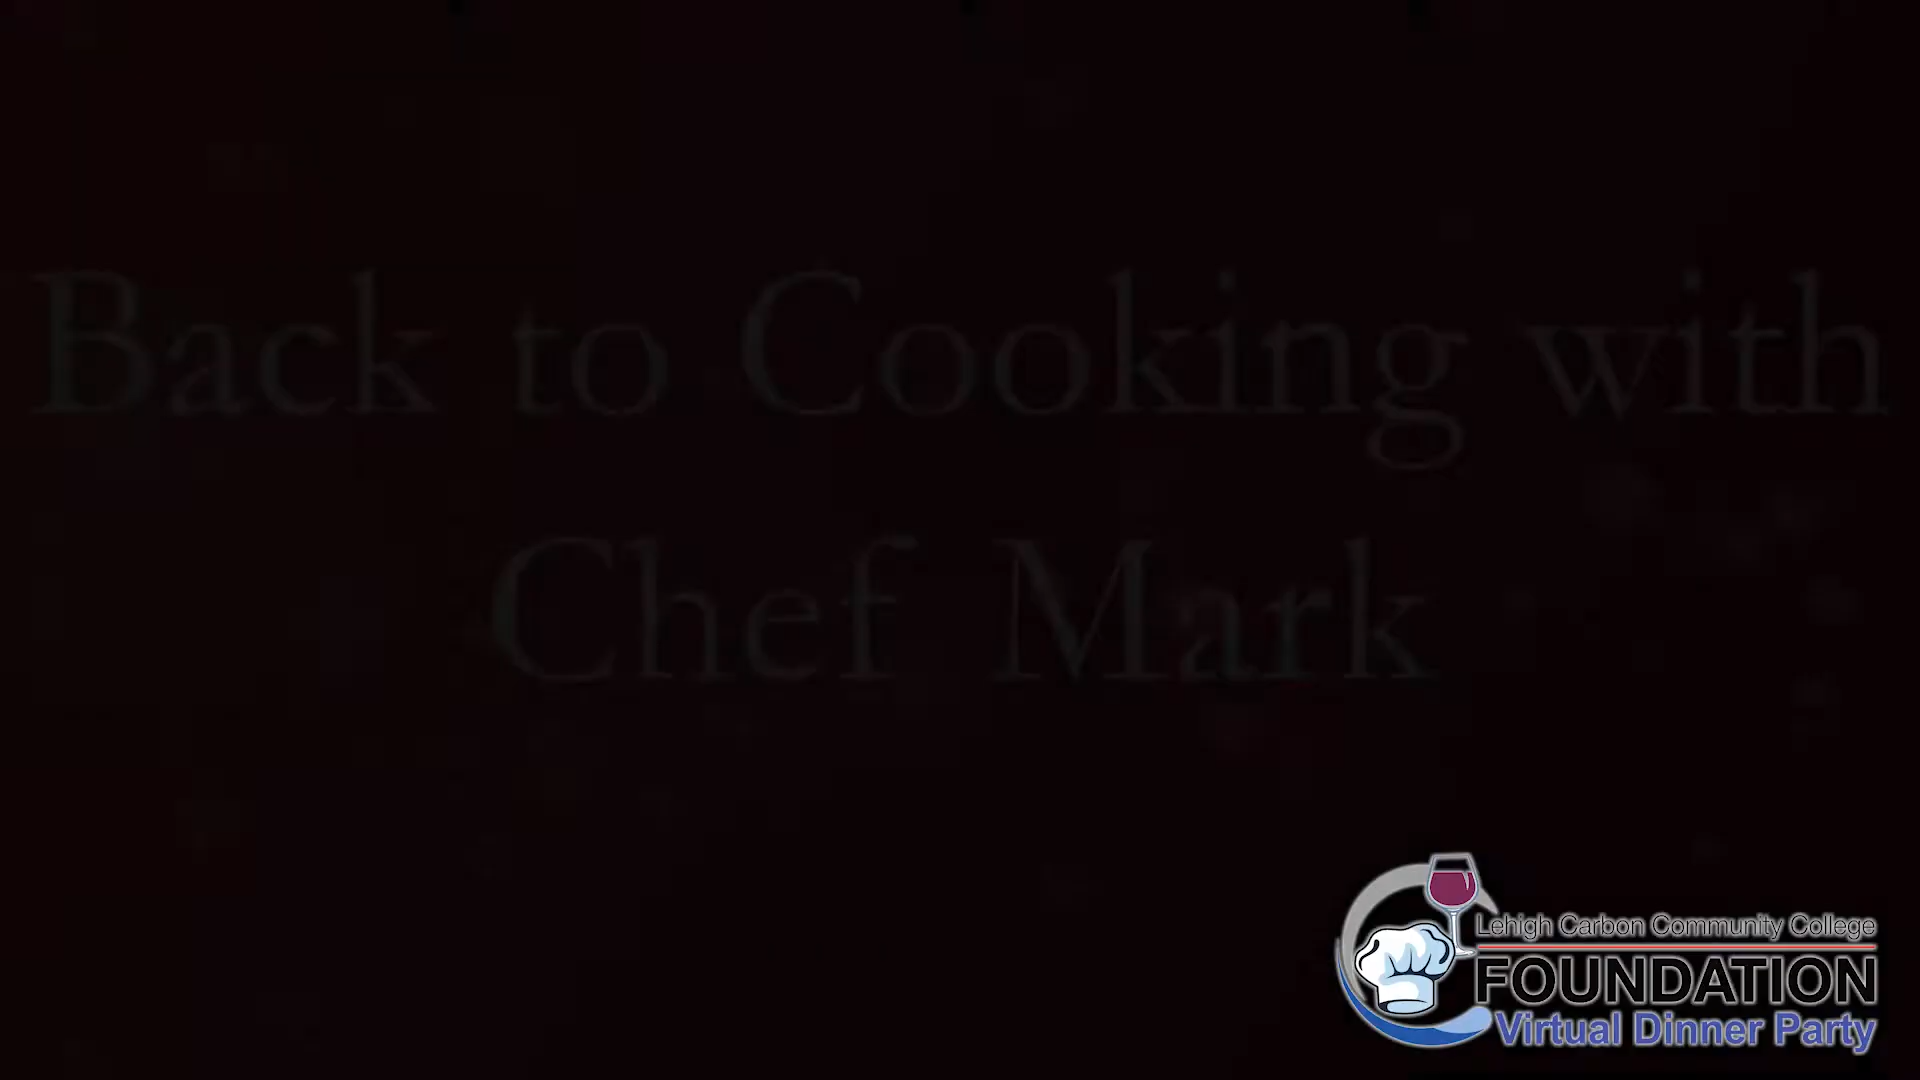 Back to Cooking with
Chef Mark
Lehigh Carbon Community College
FOUNDATION
Virtual Dinner Party